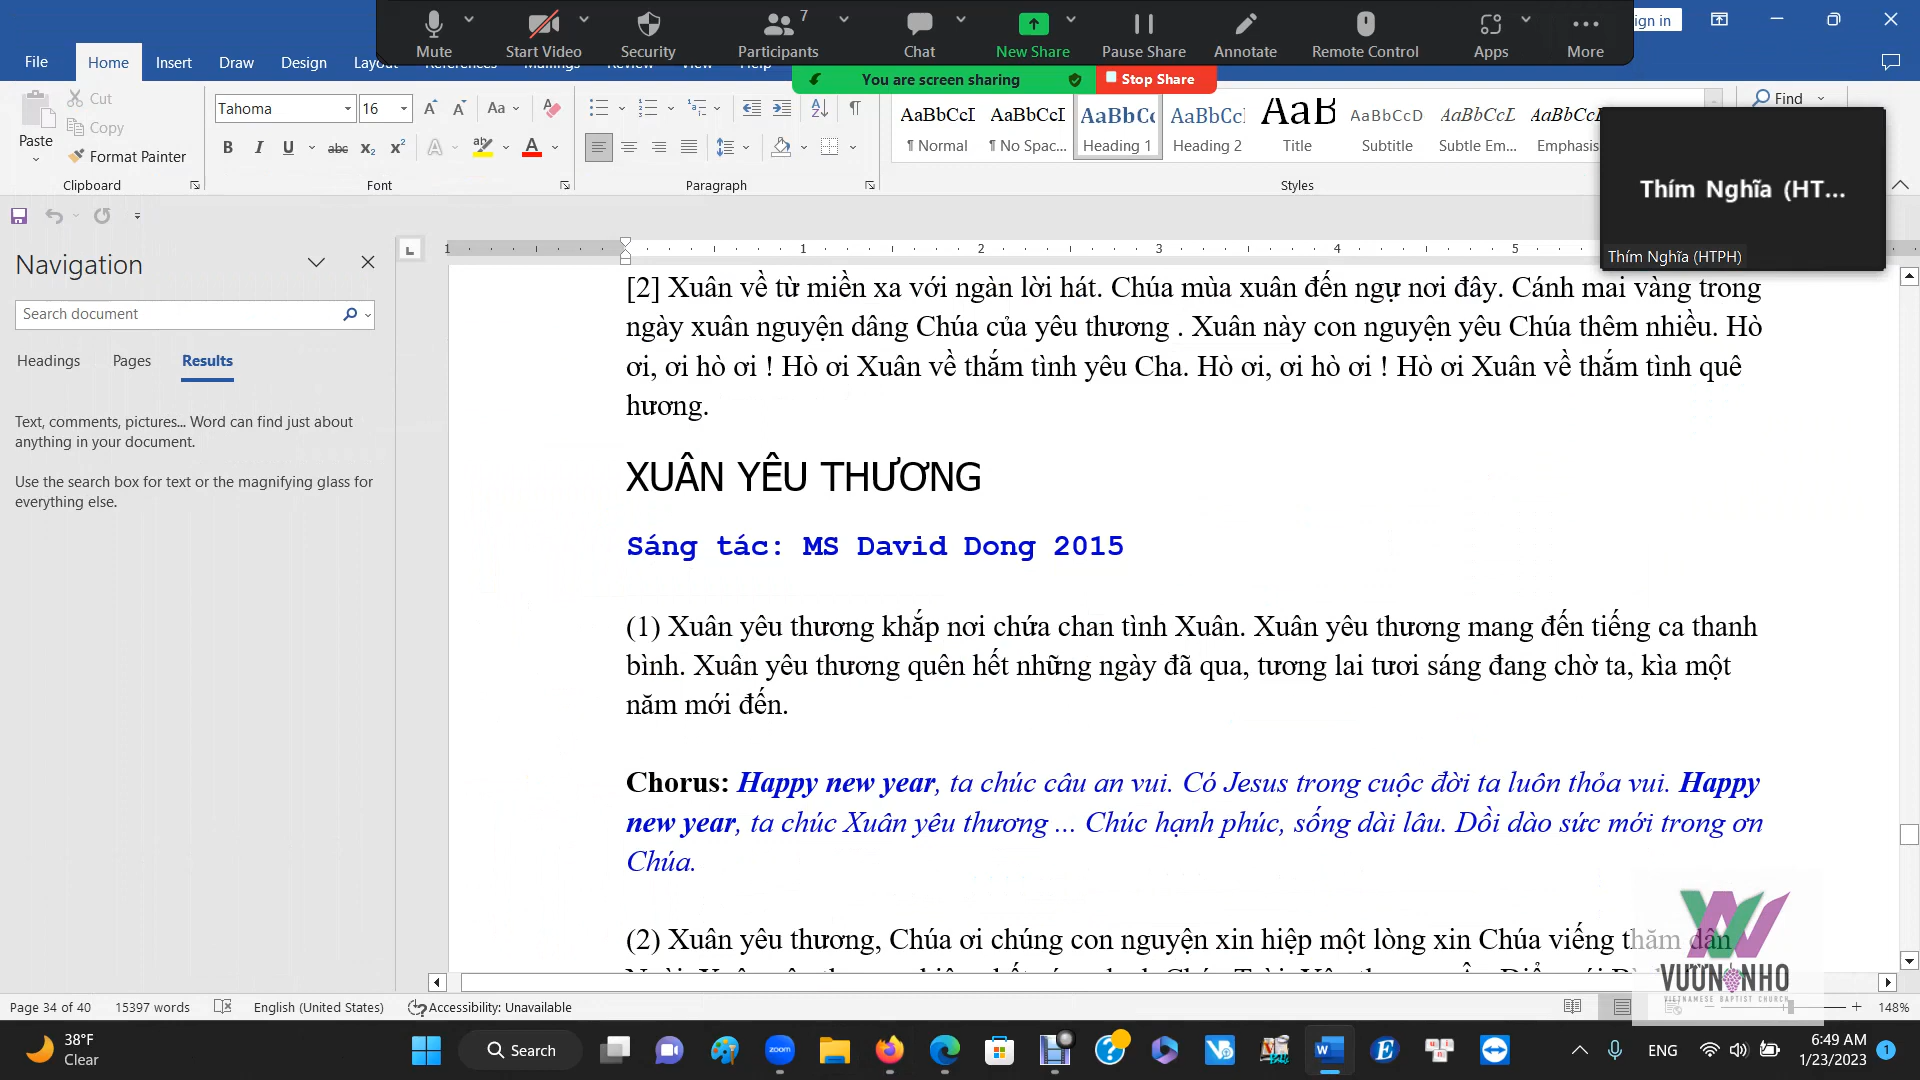 Mute
Start Video
Security
Participants 7
Chat
New Share
Pause Share
Annotate
Remote Control
Apps
More
You are screen sharing
Stop Share
File Home Insert Draw Design
Find
Paste
Cut
Copy
Format Painter
Clipboard
Tahoma 16
Font
Paragraph
AaBbCcI AaBbCcI AaBbCc AaBbCcI AaB AaBbCcD AaBbCcL AaBbCcL
¶ Normal ¶ No Spac... Heading 1 Heading 2 Title Subtitle Subtle Em... Emphasis
Styles
Thím Nghĩa (HT...
Thím Nghĩa (HTPH)
Navigation
Search document
Headings Pages Results
Text, comments, pictures... Word can find just about
anything in your document.
Use the search box for text or the magnifying glass for
everything else.
1 1 2 3 4 5
[2] Xuân về từ miền xa với ngàn lời hát. Chúa mùa xuân đến ngự nơi đây. Cánh mai vàng trong
ngày xuân nguyện dâng Chúa của yêu thương . Xuân này con nguyện yêu Chúa thêm nhiều. Hò
ơi, ơi hò ơi ! Hò ơi Xuân về thắm tình yêu Cha. Hò ơi, ơi hò ơi ! Hò ơi Xuân về thắm tình quê
hương.
XUÂN YÊU THƯƠNG
Sáng tác: MS David Dong 2015
(1) Xuân yêu thương khắp nơi chứa chan tình Xuân. Xuân yêu thương mang đến tiếng ca thanh
bình. Xuân yêu thương quên hết những ngày đã qua, tương lai tươi sáng đang chờ ta, kìa một
năm mới đến.
Chorus: Happy new year, ta chúc câu an vui. Có Jesus trong cuộc đời ta luôn thỏa vui. Happy
new year, ta chúc Xuân yêu thương ... Chúc hạnh phúc, sống dài lâu. Dồi dào sức mới trong ơn
Chúa.
(2) Xuân yêu thương, Chúa ơi chúng con nguyện xin hiệp một lòng xin Chúa viếng thăm dân
VƯỜN NHO
VIETNAMESE BAPTIST CHURCH
Page 34 of 40 15397 words English (United States) Accessibility: Unavailable 148%
38°F
Clear
Search
ENG
6:49 AM
1/23/2023
1